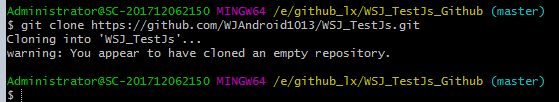 Administrator@SC-201712062150 MINGW64 /e/github_lx/WSJ_TestJs_Github (master)
$ git clone https://github.com/WJAndroid1013/WSJ_TestJs.git
Cloning into 'WSJ_TestJs'...
warning: You appear to have cloned an empty repository.
Administrator@SC-201712062150 MINGW64 /e/github_lx/WSJ_TestJs_Github (master)
$